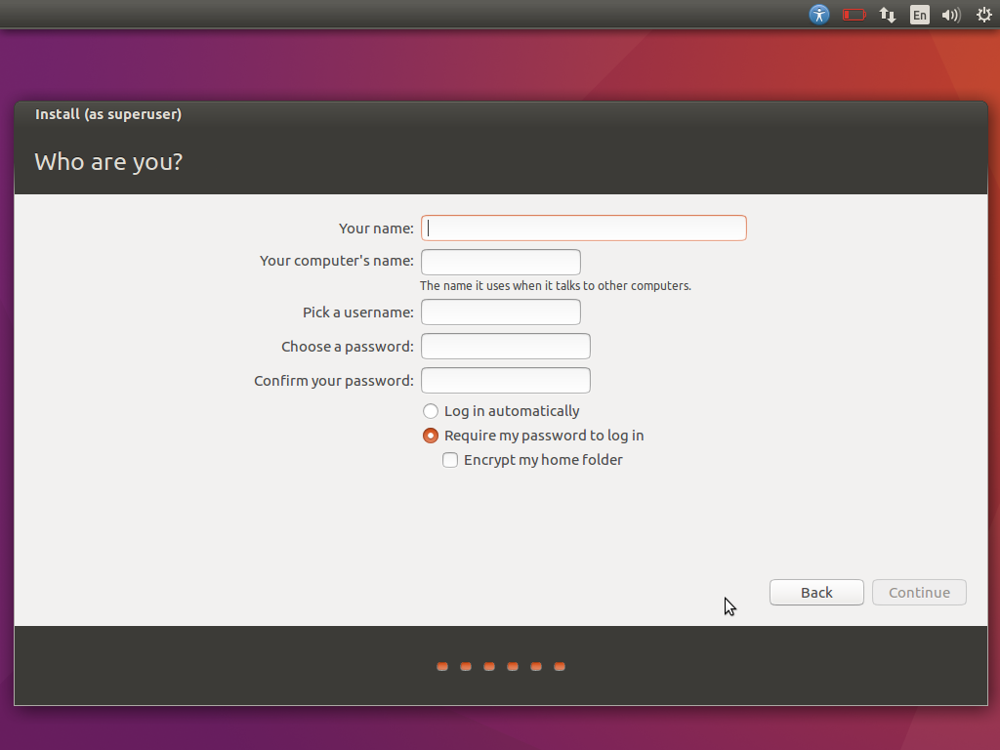 En
Install (as superuser)
Who are you?
Your name:
Your computer's name:
The name it uses when it talks to other computers.
Pick a username:
Choose a password:
Confirm your password:
Log in automatically
Require my password to log in
Encrypt my home folder
Back Continue